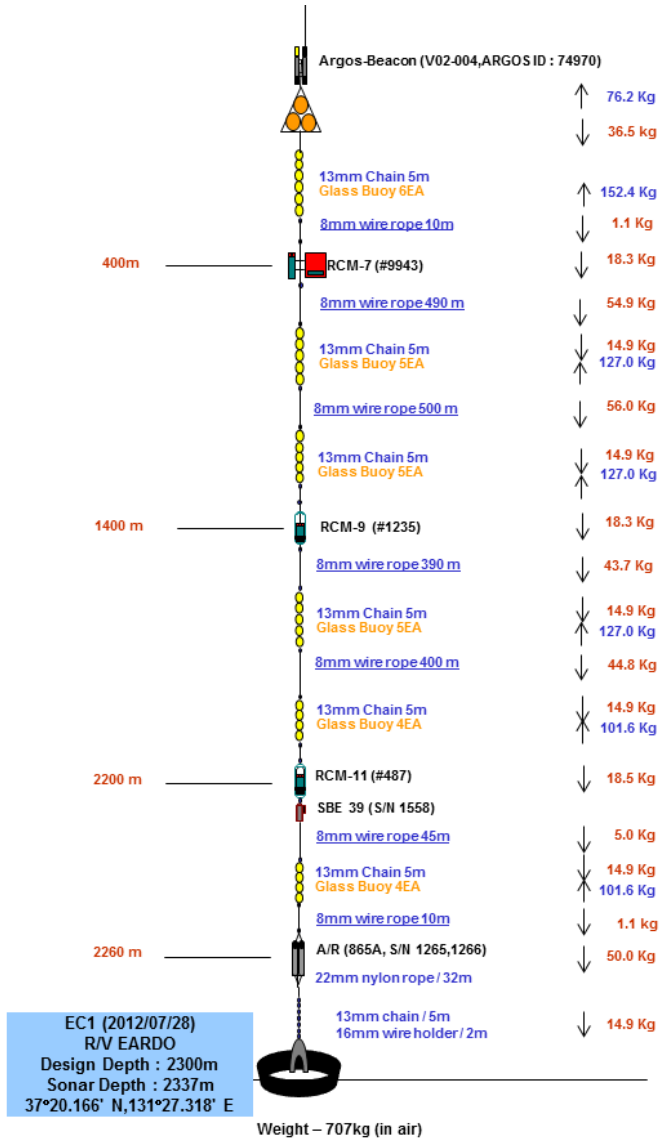 Argos-Beacon (V02-004,ARGOS ID : 74970)
76.2 Kg
36.5 kg
13mm Chain 5m
Glass Buoy 6EA
152.4 Kg
8mm wire rope 10m
1.1 Kg
400m
RCM-7 (#9943)
18.3 Kg
8mm wire rope 490 m
54.9 Kg
13mm Chain 5m
14.9 Kg
Glass Buoy 5EA
127.0 Kg
8mm wire rope 500 m
56.0 Kg
13mm Chain 5m
14.9 Kg
Glass Buoy 5EA
127.0 Kg
1400 m
RCM-9 (#1235)
18.3 Kg
8mm wire rope 390 m
43.7 Kg
13mm Chain 5m
14.9 Kg
Glass Buoy 5EA
127.0 Kg
8mm wire rope 400 m
44.8 Kg
13mm Chain 5m
14.9 Kg
Glass Buoy 4EA
101.6 Kg
2200 m
RCM-11 (#487)
18.5 Kg
SBE 39 (S/N 1558)
8mm wire rope 45m
5.0 Kg
13mm Chain 5m
14.9 Kg
Glass Buoy 4EA
101.6 Kg
8mm wire rope 10m
1.1 kg
2260 m
A/R (865A, S/N 1265,1266)
50.0 Kg
22mm nylon rope / 32m
13mm chain / 5m
14.9 Kg
16mm wire holder / 2m
EC1 (2012/07/28)
R/V EARDO
Design Depth : 2300m
Sonar Depth : 2337m
37°20.166' N,131°27.318' E
Weight – 707kg (in air)